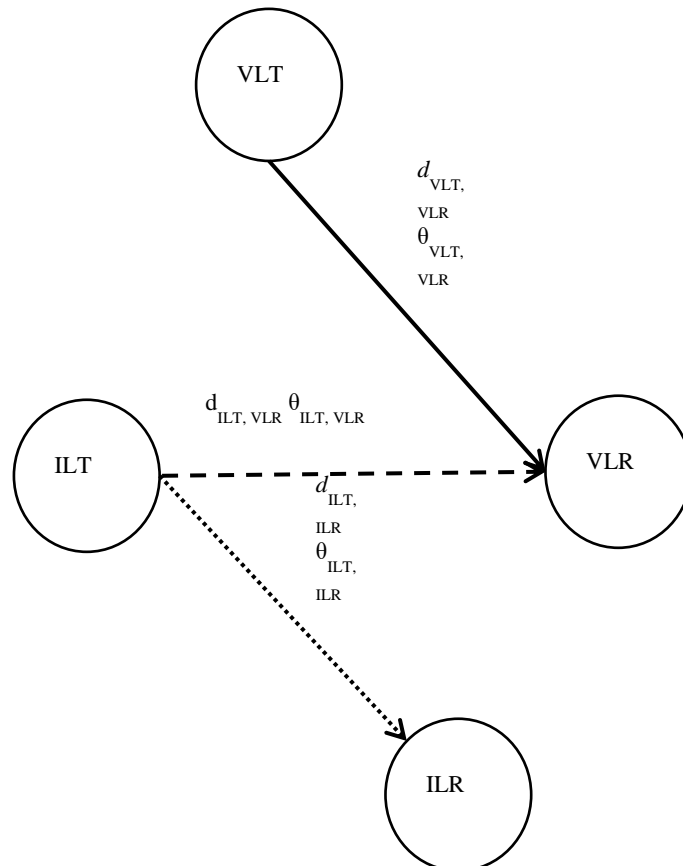 VLT
d VLT,
VLR
θ VLT,
VLR
d ILT, VLR θ ILT, VLR
ILT
VLR
d ILT,
ILR
θ ILT,
ILR
ILR